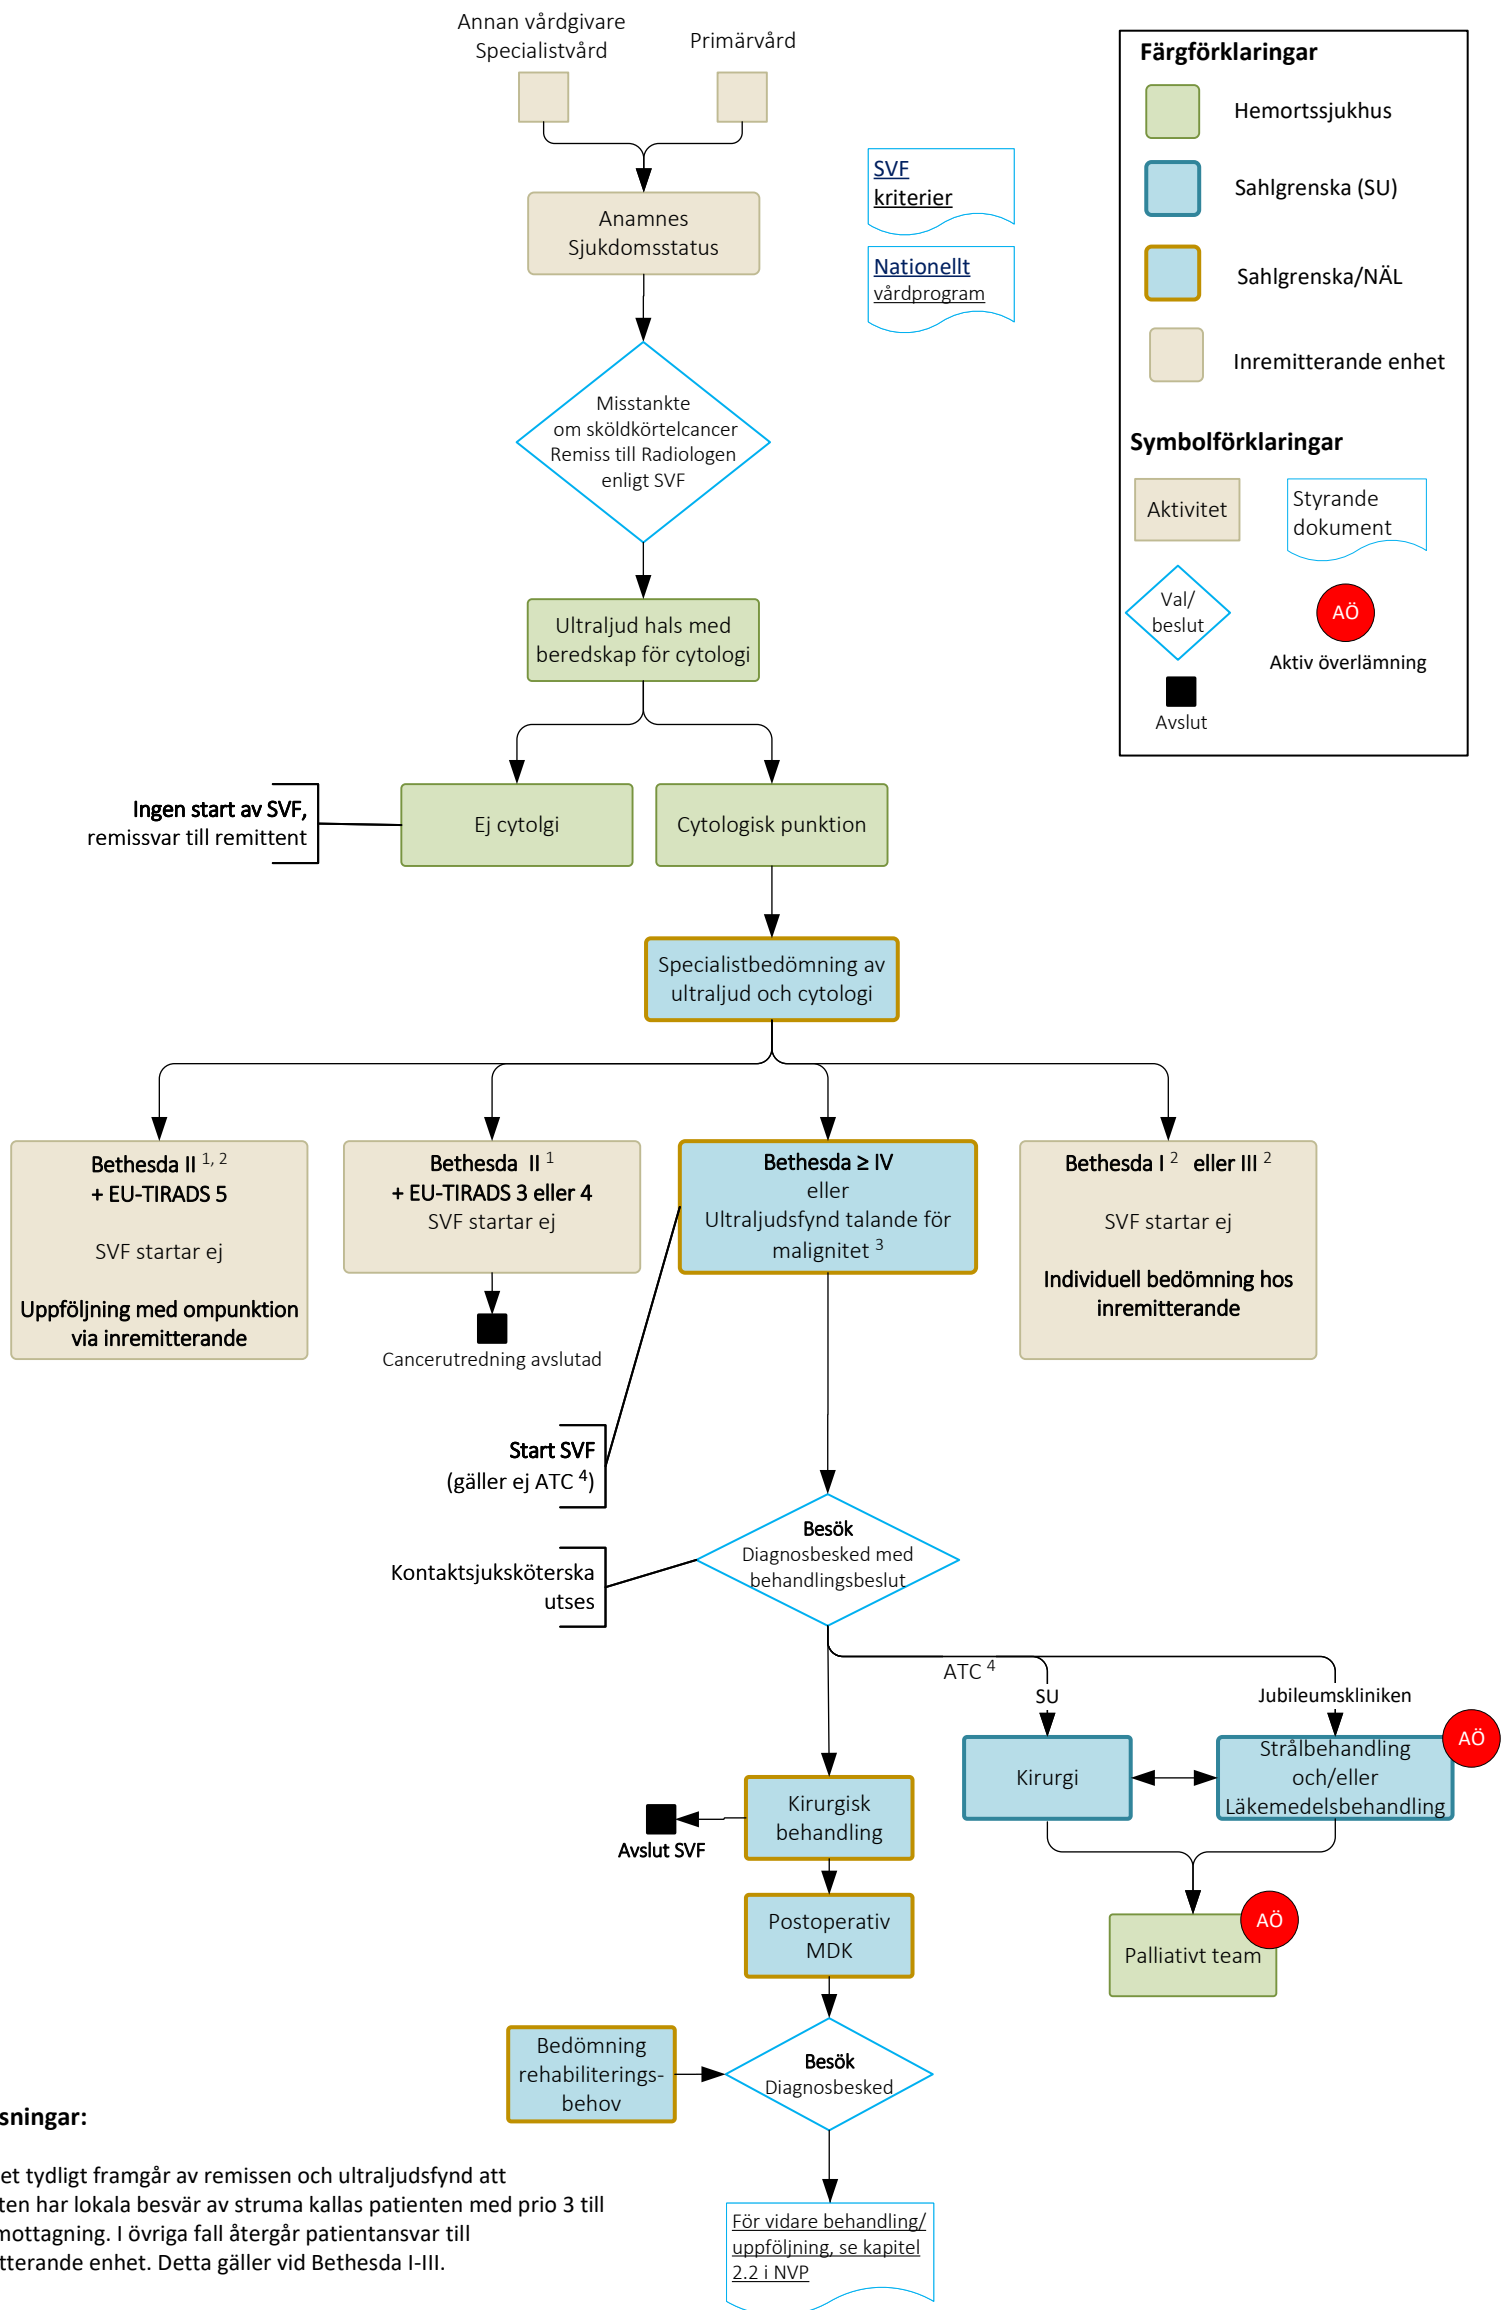 Annan vårdgivare
Specialistvård
Primärvård
Anamnes
Sjukdomsstatus
SVF
kriterier
Nationellt
vårdprogram
Färgförklaringar
Hemortssjukhus
Sahlgrenska (SU)
Sahlgrenska/NÄL
Inremitterande enhet
Symbolförklaringar
Aktivitet
Styrande
dokument
Val/
beslut
AÖ
Aktiv överlämning
Avslut
Misstankte
om sköldkörtelcancer
Remiss till Radiologen
enligt SVF
Ultraljud hals med
beredskap för cytologi
Ingen start av SVF,
remissvar till remittent
Ej cytolgi
Cytologisk punktion
Specialistbedömning av
ultraljud och cytologi
Bethesda II 1, 2
+ EU-TIRADS 5
SVF startar ej
Uppföljning med ompunktion
via inremitterande
Bethesda II 1
+ EU-TIRADS 3 eller 4
SVF startar ej
Cancerutredning avslutad
Bethesda ≥ IV
eller
Ultraljudsfynd talande för
malignitet 3
Bethesda I 2 eller III 2
SVF startar ej
Individuell bedömning hos
inremitterande
Start SVF
(gäller ej ATC 4)
Besök
Diagnosbesked med
behandlingsbeslut
Kontaktsjuksköterska
utses
ATC 4
SU
Jubileumskliniken
Kirurgi
Strålbehandling
och/eller
Läkemedelsbehandling
AÖ
Kirurgisk
behandling
Avslut SVF
Postoperativ
MDK
Palliativt team
AÖ
Bedömning
rehabiliterings-
behov
Besök
Diagnosbesked
För vidare behandling/
uppföljning, se kapitel
2.2 i NVP
sningar:
et tydligt framgår av remissen och ultraljudsfynd att
ten har lokala besvär av struma kallas patienten med prio 3 till
mottagning. I övriga fall återgår patientansvar till
tterande enhet. Detta gäller vid Bethesda I-III.